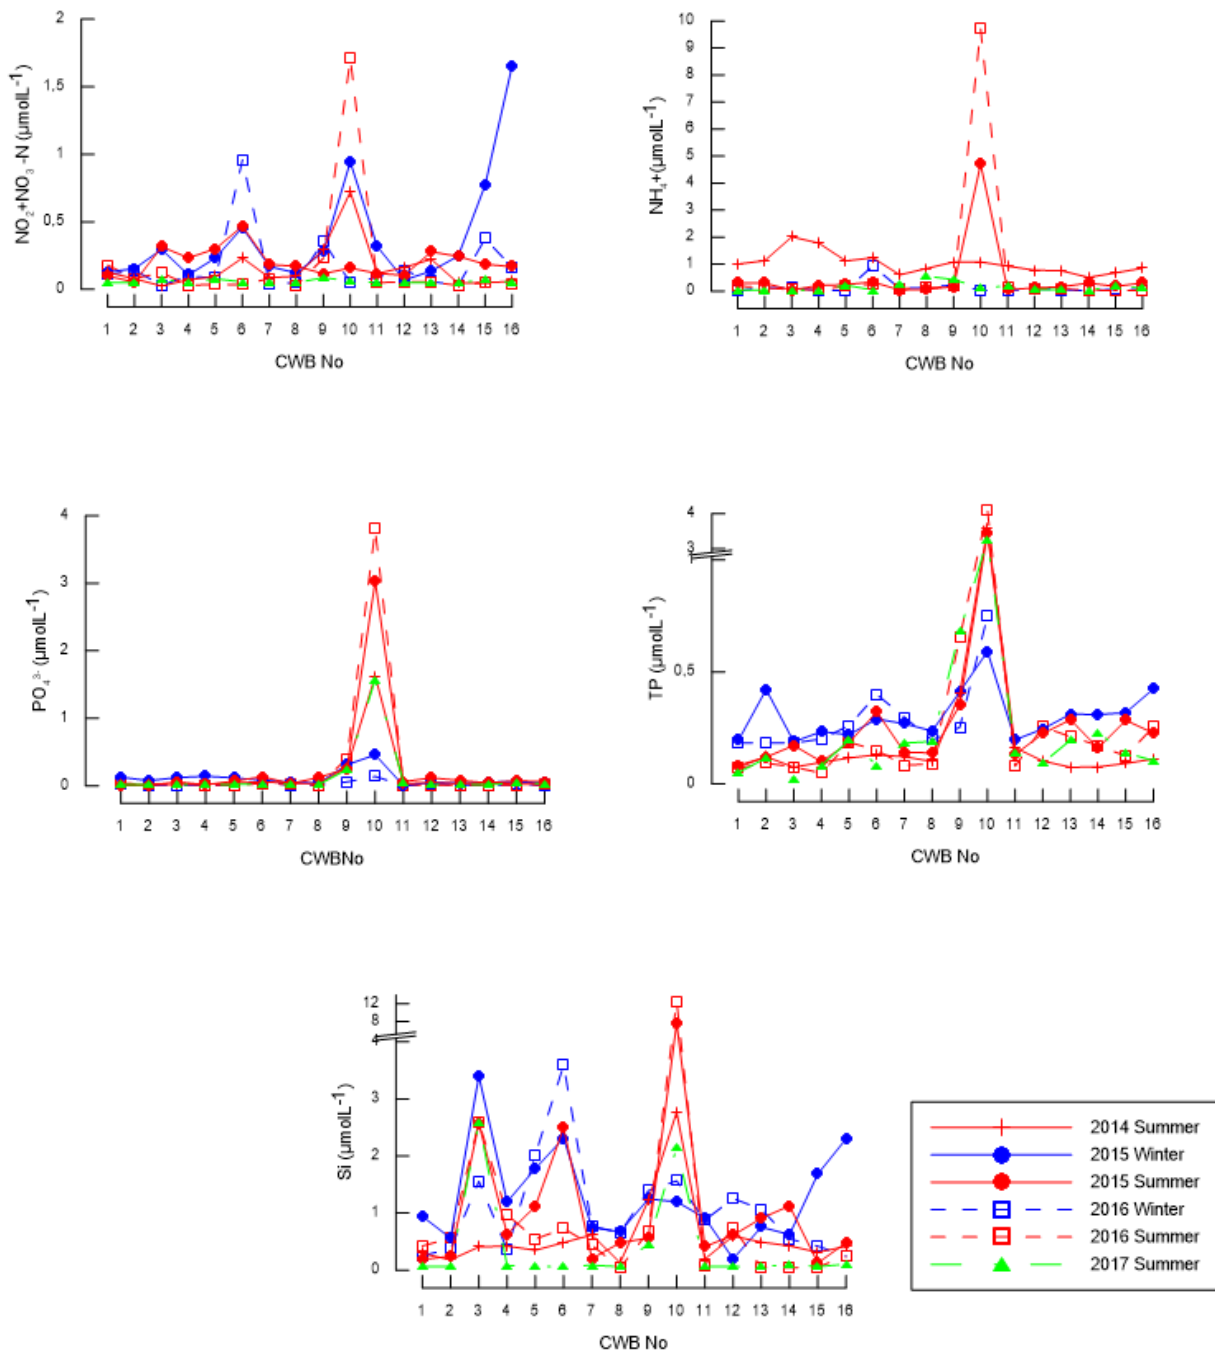 NO₂+NO₃ -N (µmolL⁻¹)
2
1.5
1
0.5
0
1 2 3 4 5 6 7 8 9 10 11 12 13 14 15 16
CWB No
NH₄+(µmolL⁻¹)
10
9
8
7
6
5
4
3
2
1
0
1 2 3 4 5 6 7 8 9 10 11 12 13 14 15 16
CWB No
PO₄³⁻ (µmolL⁻¹)
4
3
2
1
0
1 2 3 4 5 6 7 8 9 10 11 12 13 14 15 16
CWBNo
TP (µmolL⁻¹)
4
3
0,5
0
1 2 3 4 5 6 7 8 9 10 11 12 13 14 15 16
CWB No
Si (µmolL⁻¹)
12
8
4
3
2
1
0
1 2 3 4 5 6 7 8 9 10 11 12 13 14 15 16
CWB No
2014 Summer
2015 Winter
2015 Summer
2016 Winter
2016 Summer
2017 Summer